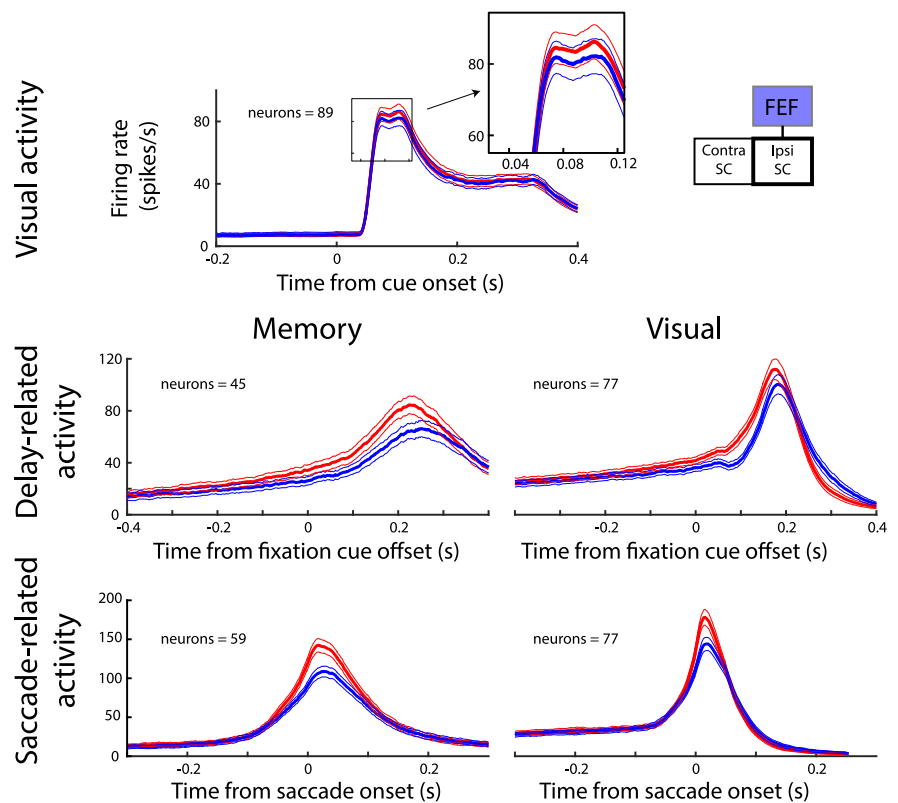 Visual activity
Firing rate
(spikes/s)
neurons = 89
80
40
0
-0.2
0
0.2
0.4
Time from cue onset (s)
80
60
0.04
0.08
0.12
FEF
Contra
SC
Ipsi
SC
Memory
Visual
Delay-related
activity
neurons = 45
120
80
40
0
-0.4
-0.2
0
0.2
Time from fixation cue offset (s)
neurons = 77
-0.2
0
0.2
0.4
Time from fixation cue offset (s)
Saccade-related
activity
neurons = 59
200
150
100
50
0
-0.2
0
0.2
Time from saccade onset (s)
neurons = 77
-0.2
0
0.2
Time from saccade onset (s)